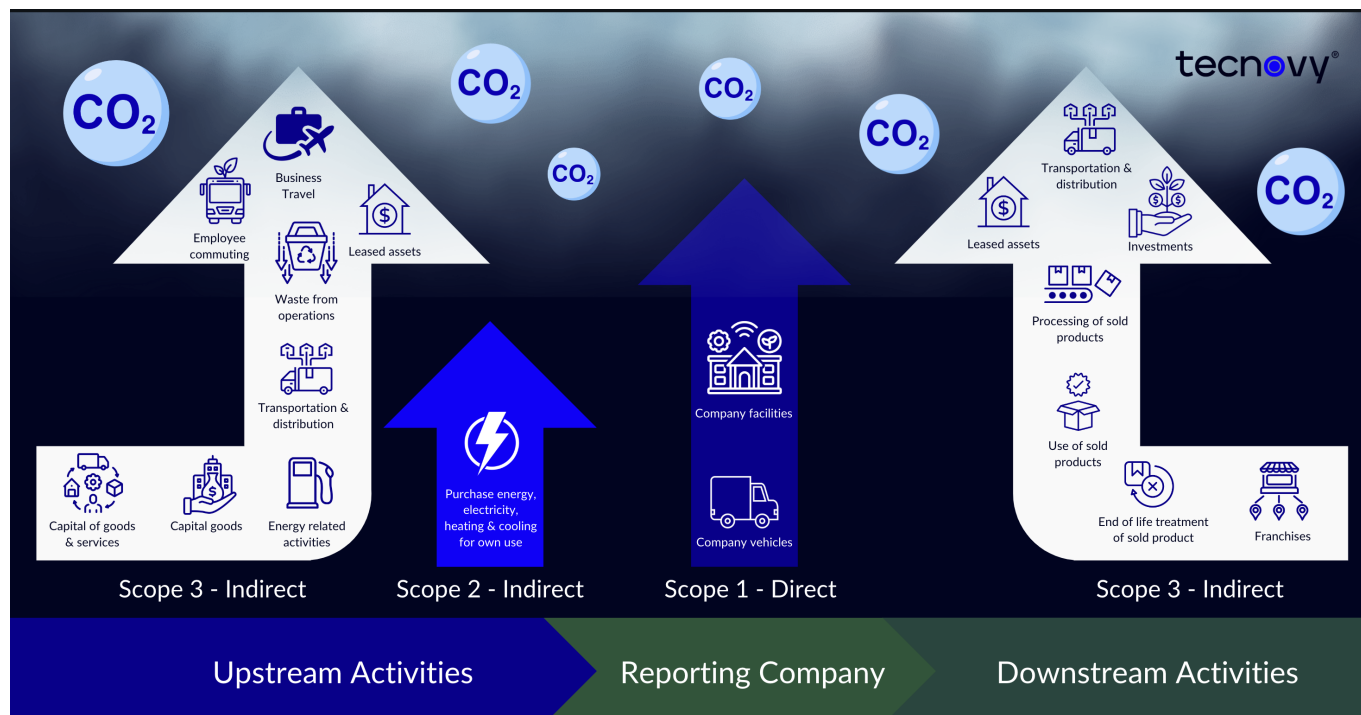 CO₂
CO₂
CO₂
CO₂
CO₂
CO₂
tecnovy®
Business
Travel
Employee
commuting
Leased assets
Waste from
operations
Transportation &
distribution
Capital of goods
& services
Capital goods
Energy related
activities
Scope 3 - Indirect
Purchase energy,
electricity,
heating & cooling
for own use
Scope 2 - Indirect
Company facilities
Company vehicles
Scope 1 - Direct
Transportation &
distribution
Leased assets
Investments
Processing of sold
products
Use of sold
products
End of life treatment
of sold product
Franchises
Scope 3 - Indirect
Upstream Activities
Reporting Company
Downstream Activities